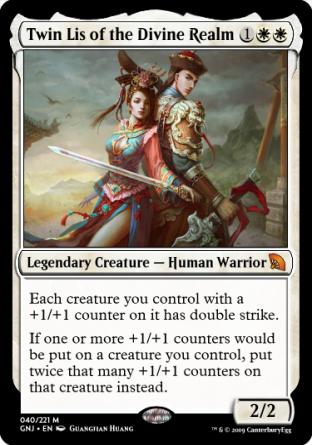 Twin Lis of the Divine Realm 1
Legendary Creature — Human Warrior
Each creature you control with a
+1/+1 counter on it has double strike.
If one or more +1/+1 counters would
be put on a creature you control, put
twice that many +1/+1 counters on
that creature instead.
2/2
040/221 M
GNJ • EN Guangjian Huang
™ & © 2019 CanterburyEgg